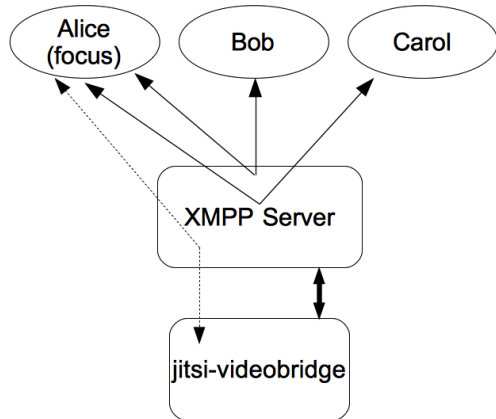 Alice
(focus)
Bob
Carol
XMPP Server
jitsi-videobridge